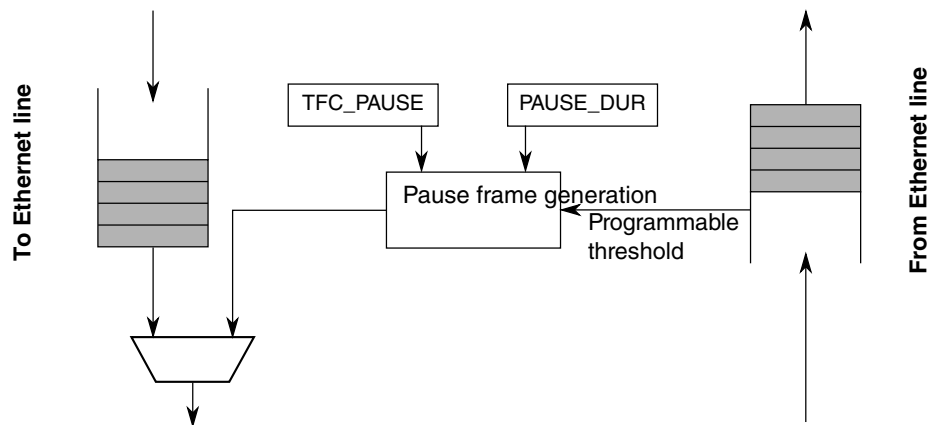 To Ethernet line
TFC_PAUSE
PAUSE_DUR
Pause frame generation
Programmable
threshold
From Ethernet line